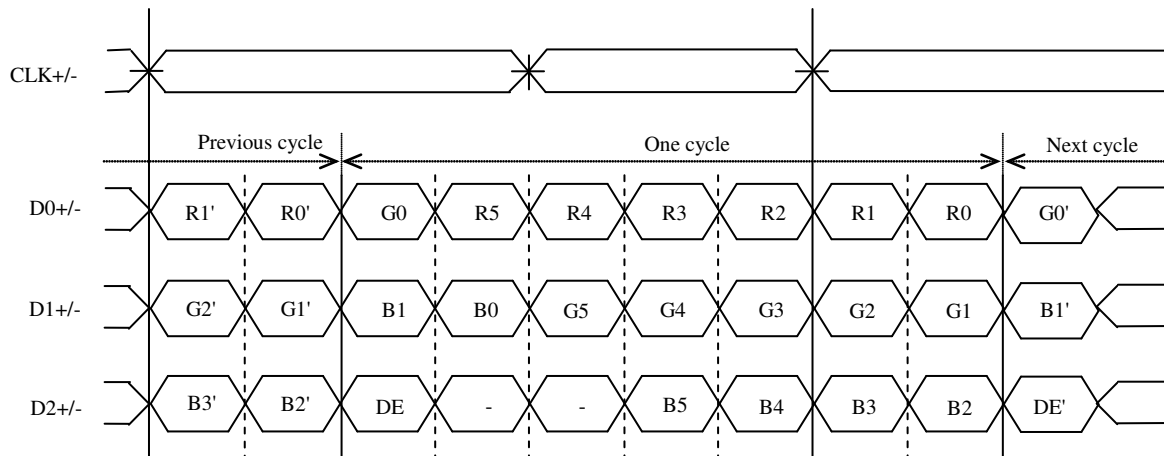 CLK+/-
Previous cycle One cycle Next cycle
D0+/- R1' R0' G0 R5 R4 R3 R2 R1 R0 G0'
D1+/- G2' G1' B1 B0 G5 G4 G3 G2 G1 B1'
D2+/- B3' B2' DE - - B5 B4 B3 B2 DE'